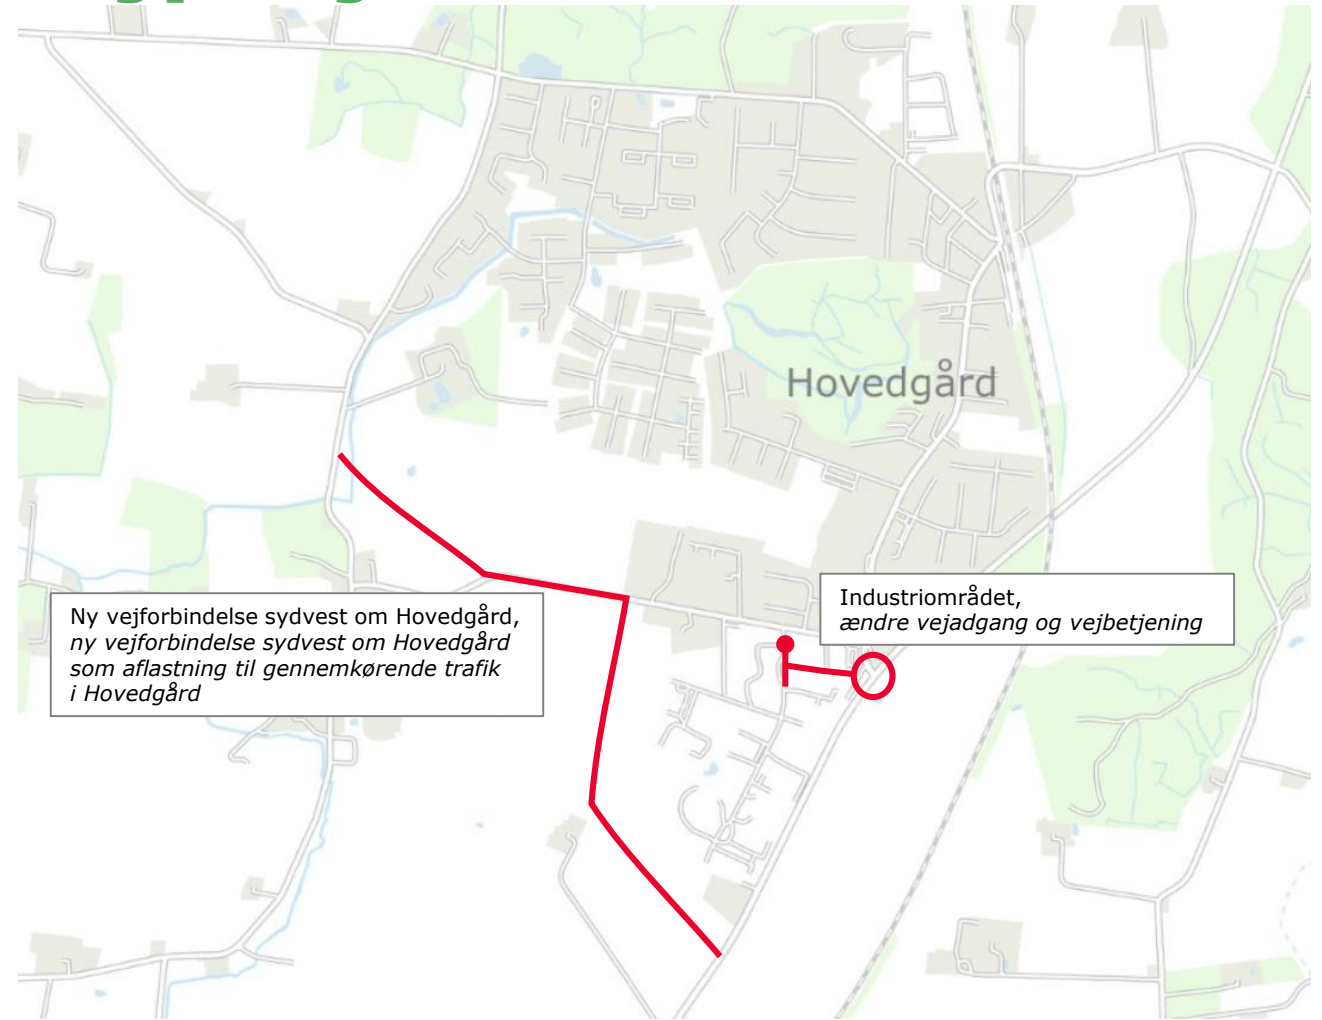 Hovedgård
Ny vejforbindelse sydvest om Hovedgård,
ny vejforbindelse sydvest om Hovedgård
som aflastning til gennemkørende trafik
i Hovedgård
Industriområdet,
ændre vejadgang og vejbetjening